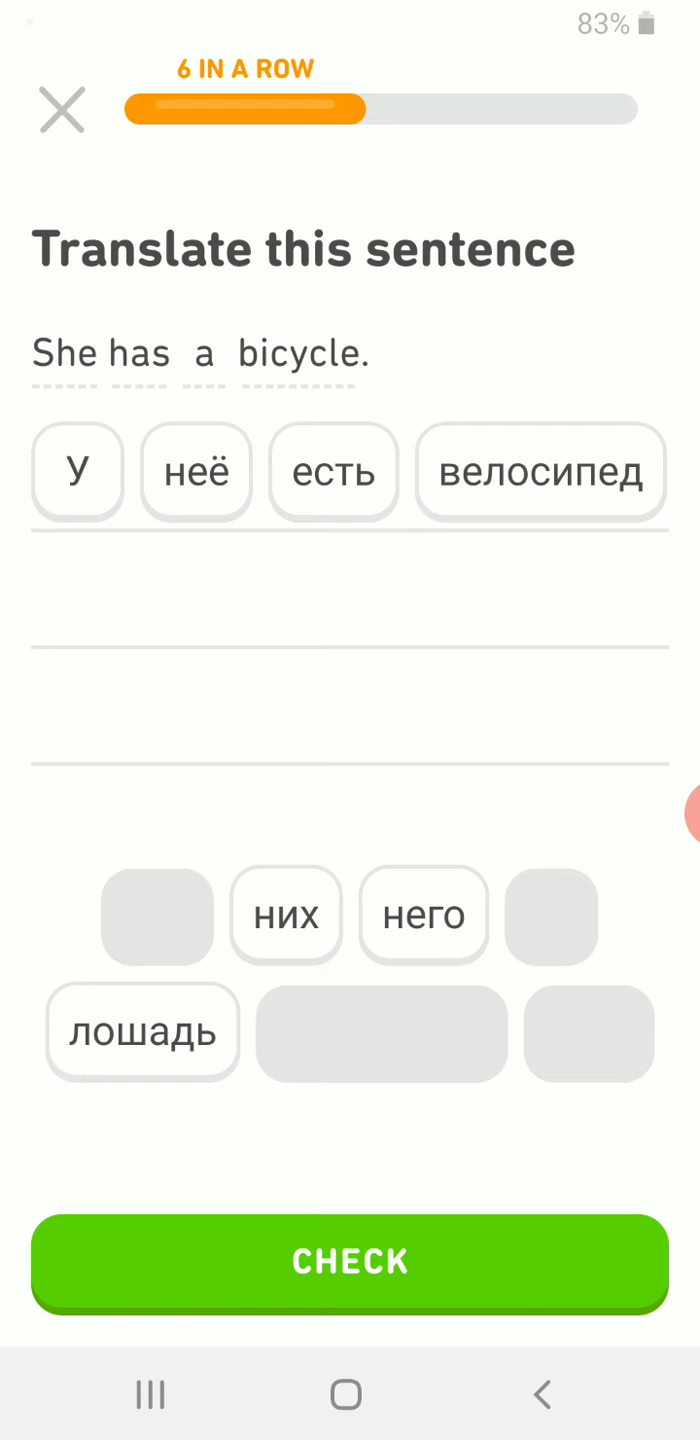 83%
6 IN A ROW
Translate this sentence
She has a bicycle.
У неё есть велосипед
них него
лошадь
CHECK